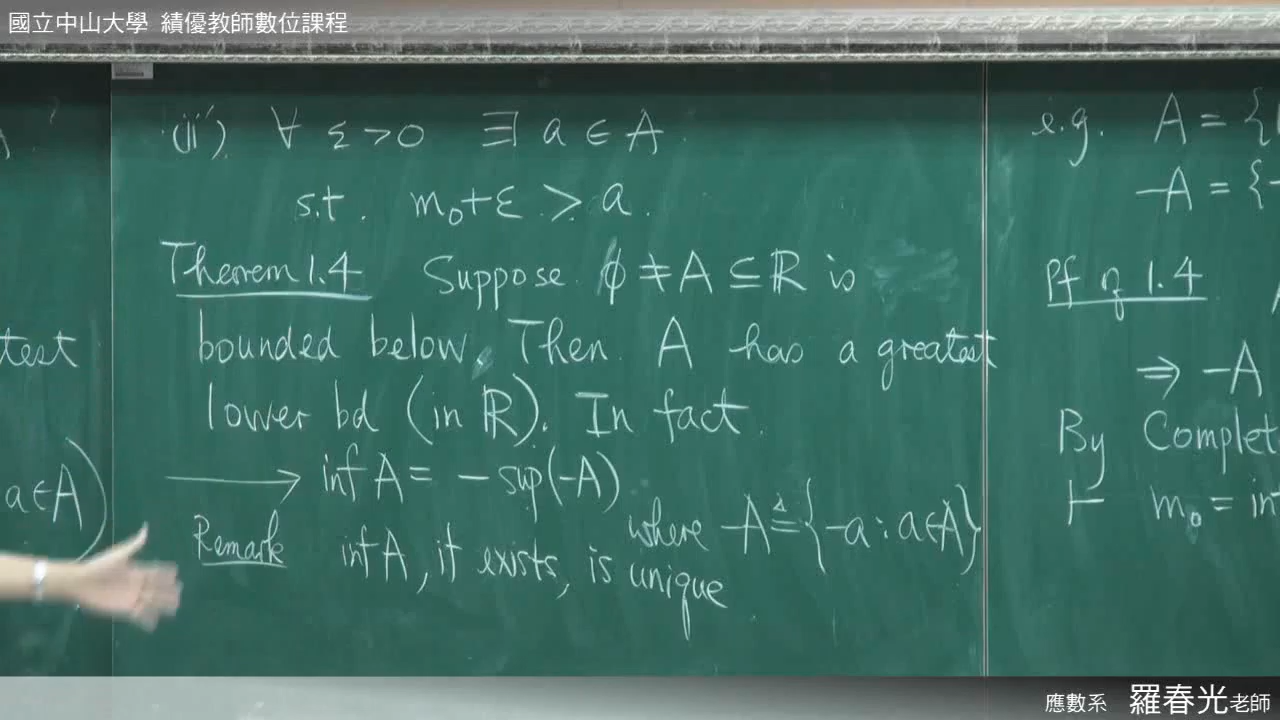 國立中山大學 績優教師數位課程
test
a∈A)
(ii') ∀ ε>0 ∃ a ∈ A.
s.t. m₀+ε > a.
Theorem 1.4 Suppose φ ≠ A ⊆ ℝ is
bounded below. Then A has a greatest
lower bd (in ℝ). In fact.
→ inf A = - sup(-A)
where -A ≜ {-a : a∈A}
Remark inf A, it exists, is unique
e.g. A = {
-A = {-
Pf of 1.4
⇒ -A
By Complet
⊢ m₀ = in
應數系 羅春光老師